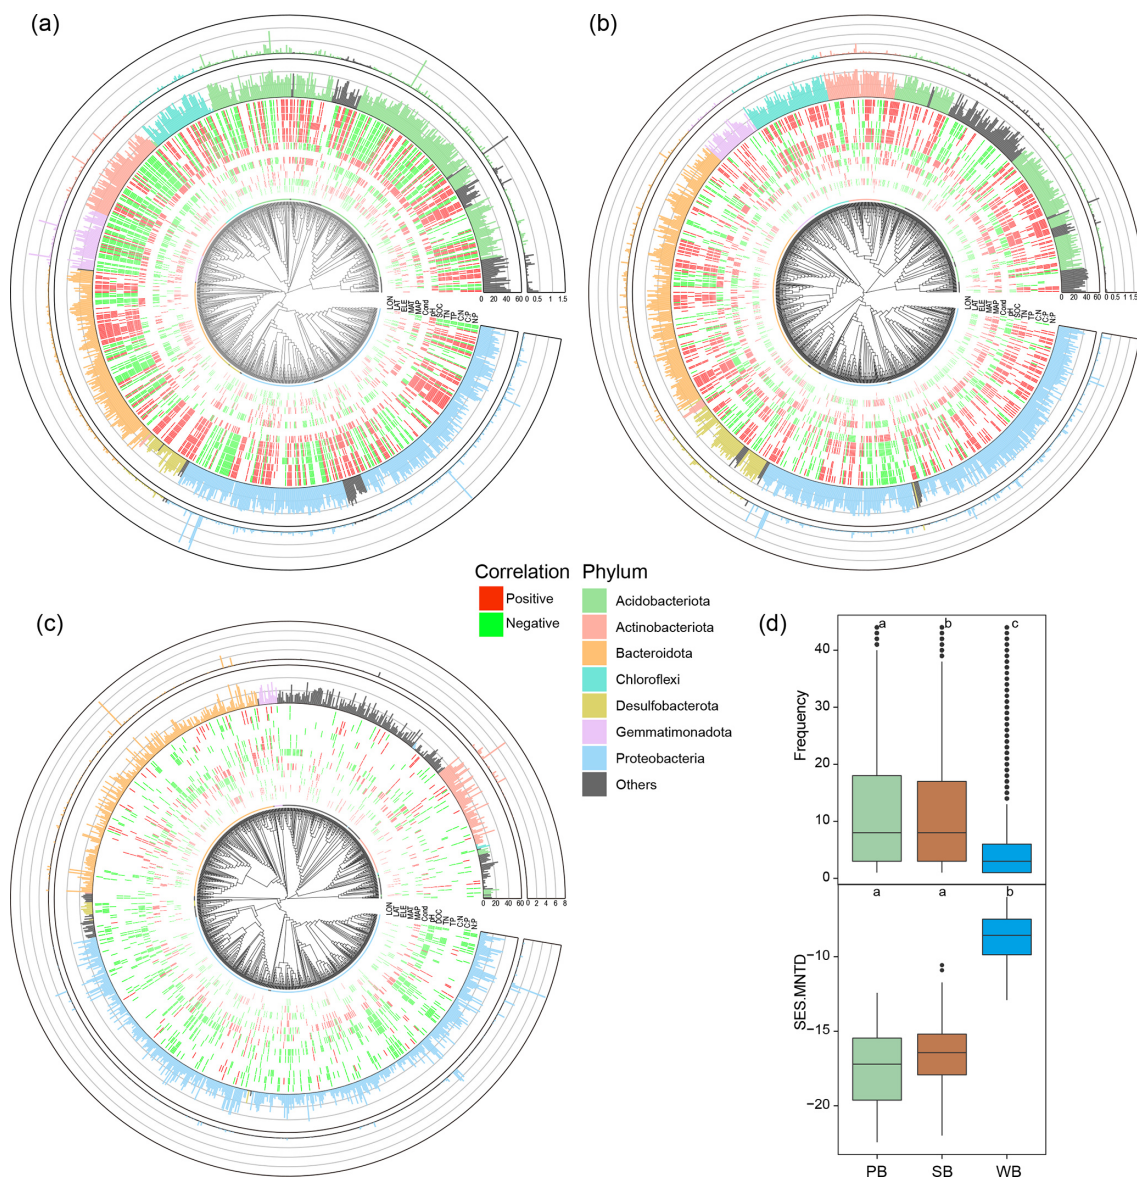 (a)
(b)
LON
LAT
ELE
MAT
MAP
Cond
pH
SOC
TN
TP
C:N
C:P
N:P
0 20 40 60 0 0.5 1 1.5
LON
LAT
ELE
MAT
MAP
Cond
pH
SOC
TN
TP
C:N
C:P
N:P
0 20 40 60 0 0.5 1 1.5
Correlation
Positive
Negative
Phylum
Acidobacteriota
Actinobacteriota
Bacteroidota
Chloroflexi
Desulfobacterota
Gemmatimonadota
Proteobacteria
Others
(c)
LON
LAT
ELE
MAT
MAP
Cond
pH
DOC
TN
TP
C:N
C:P
N:P
0 20 40 60 0 2 4 6 8
(d)
a b c
Frequency
40
30
20
10
0
a a b
SES.MNTD
−10
−15
−20
PB SB WB